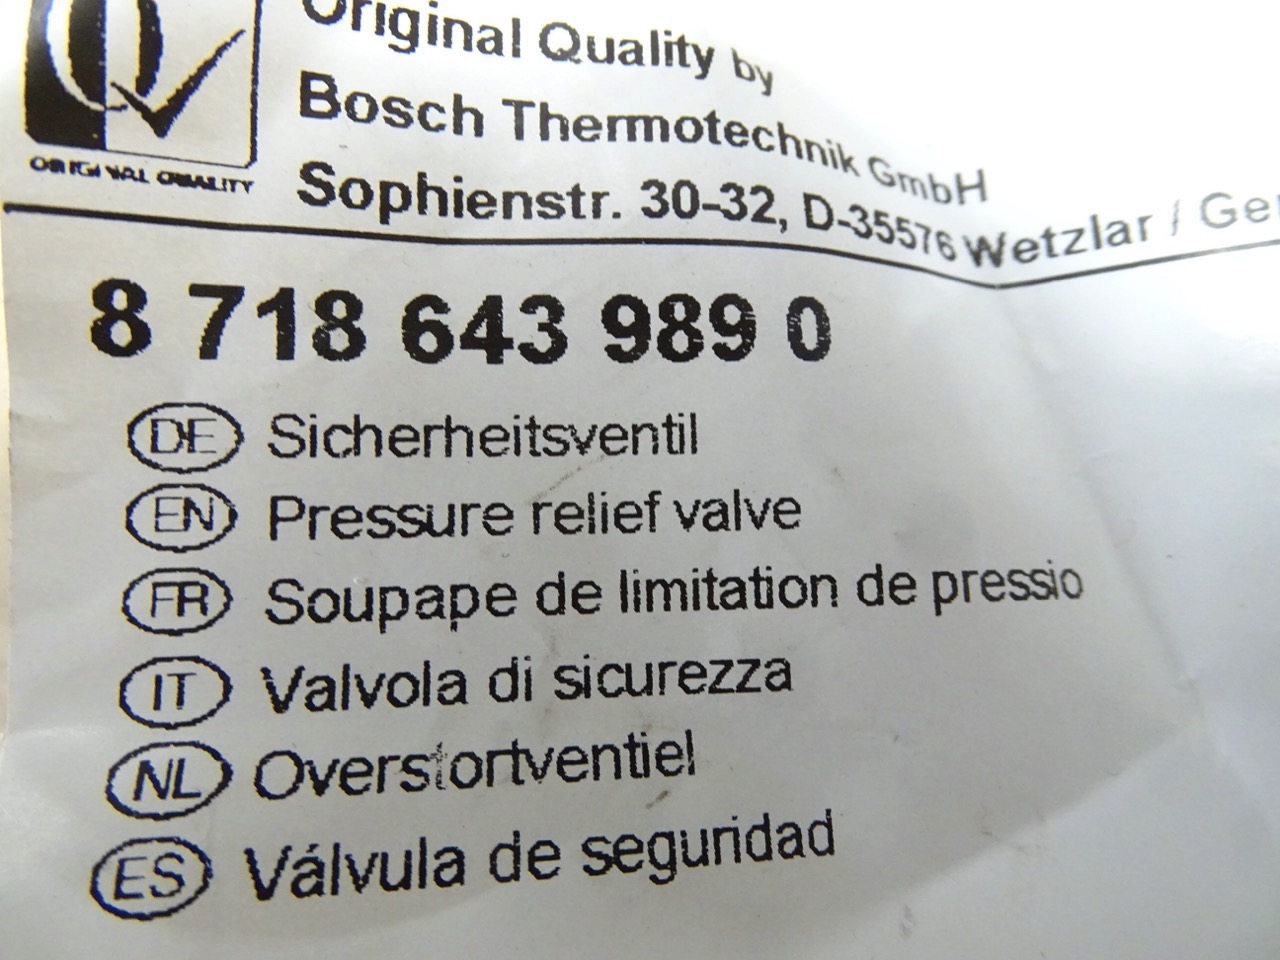 Original Quality by
Bosch Thermotechnik GmbH
ORIGINAL QUALITY
Sophienstr. 30-32, D-35576 Wetzlar / Ge
8 718 643 989 0
DE Sicherheitsventil
EN Pressure relief valve
FR Soupape de limitation de pressio
IT Valvola di sicurezza
NL Overstortventiel
ES Válvula de seguridad